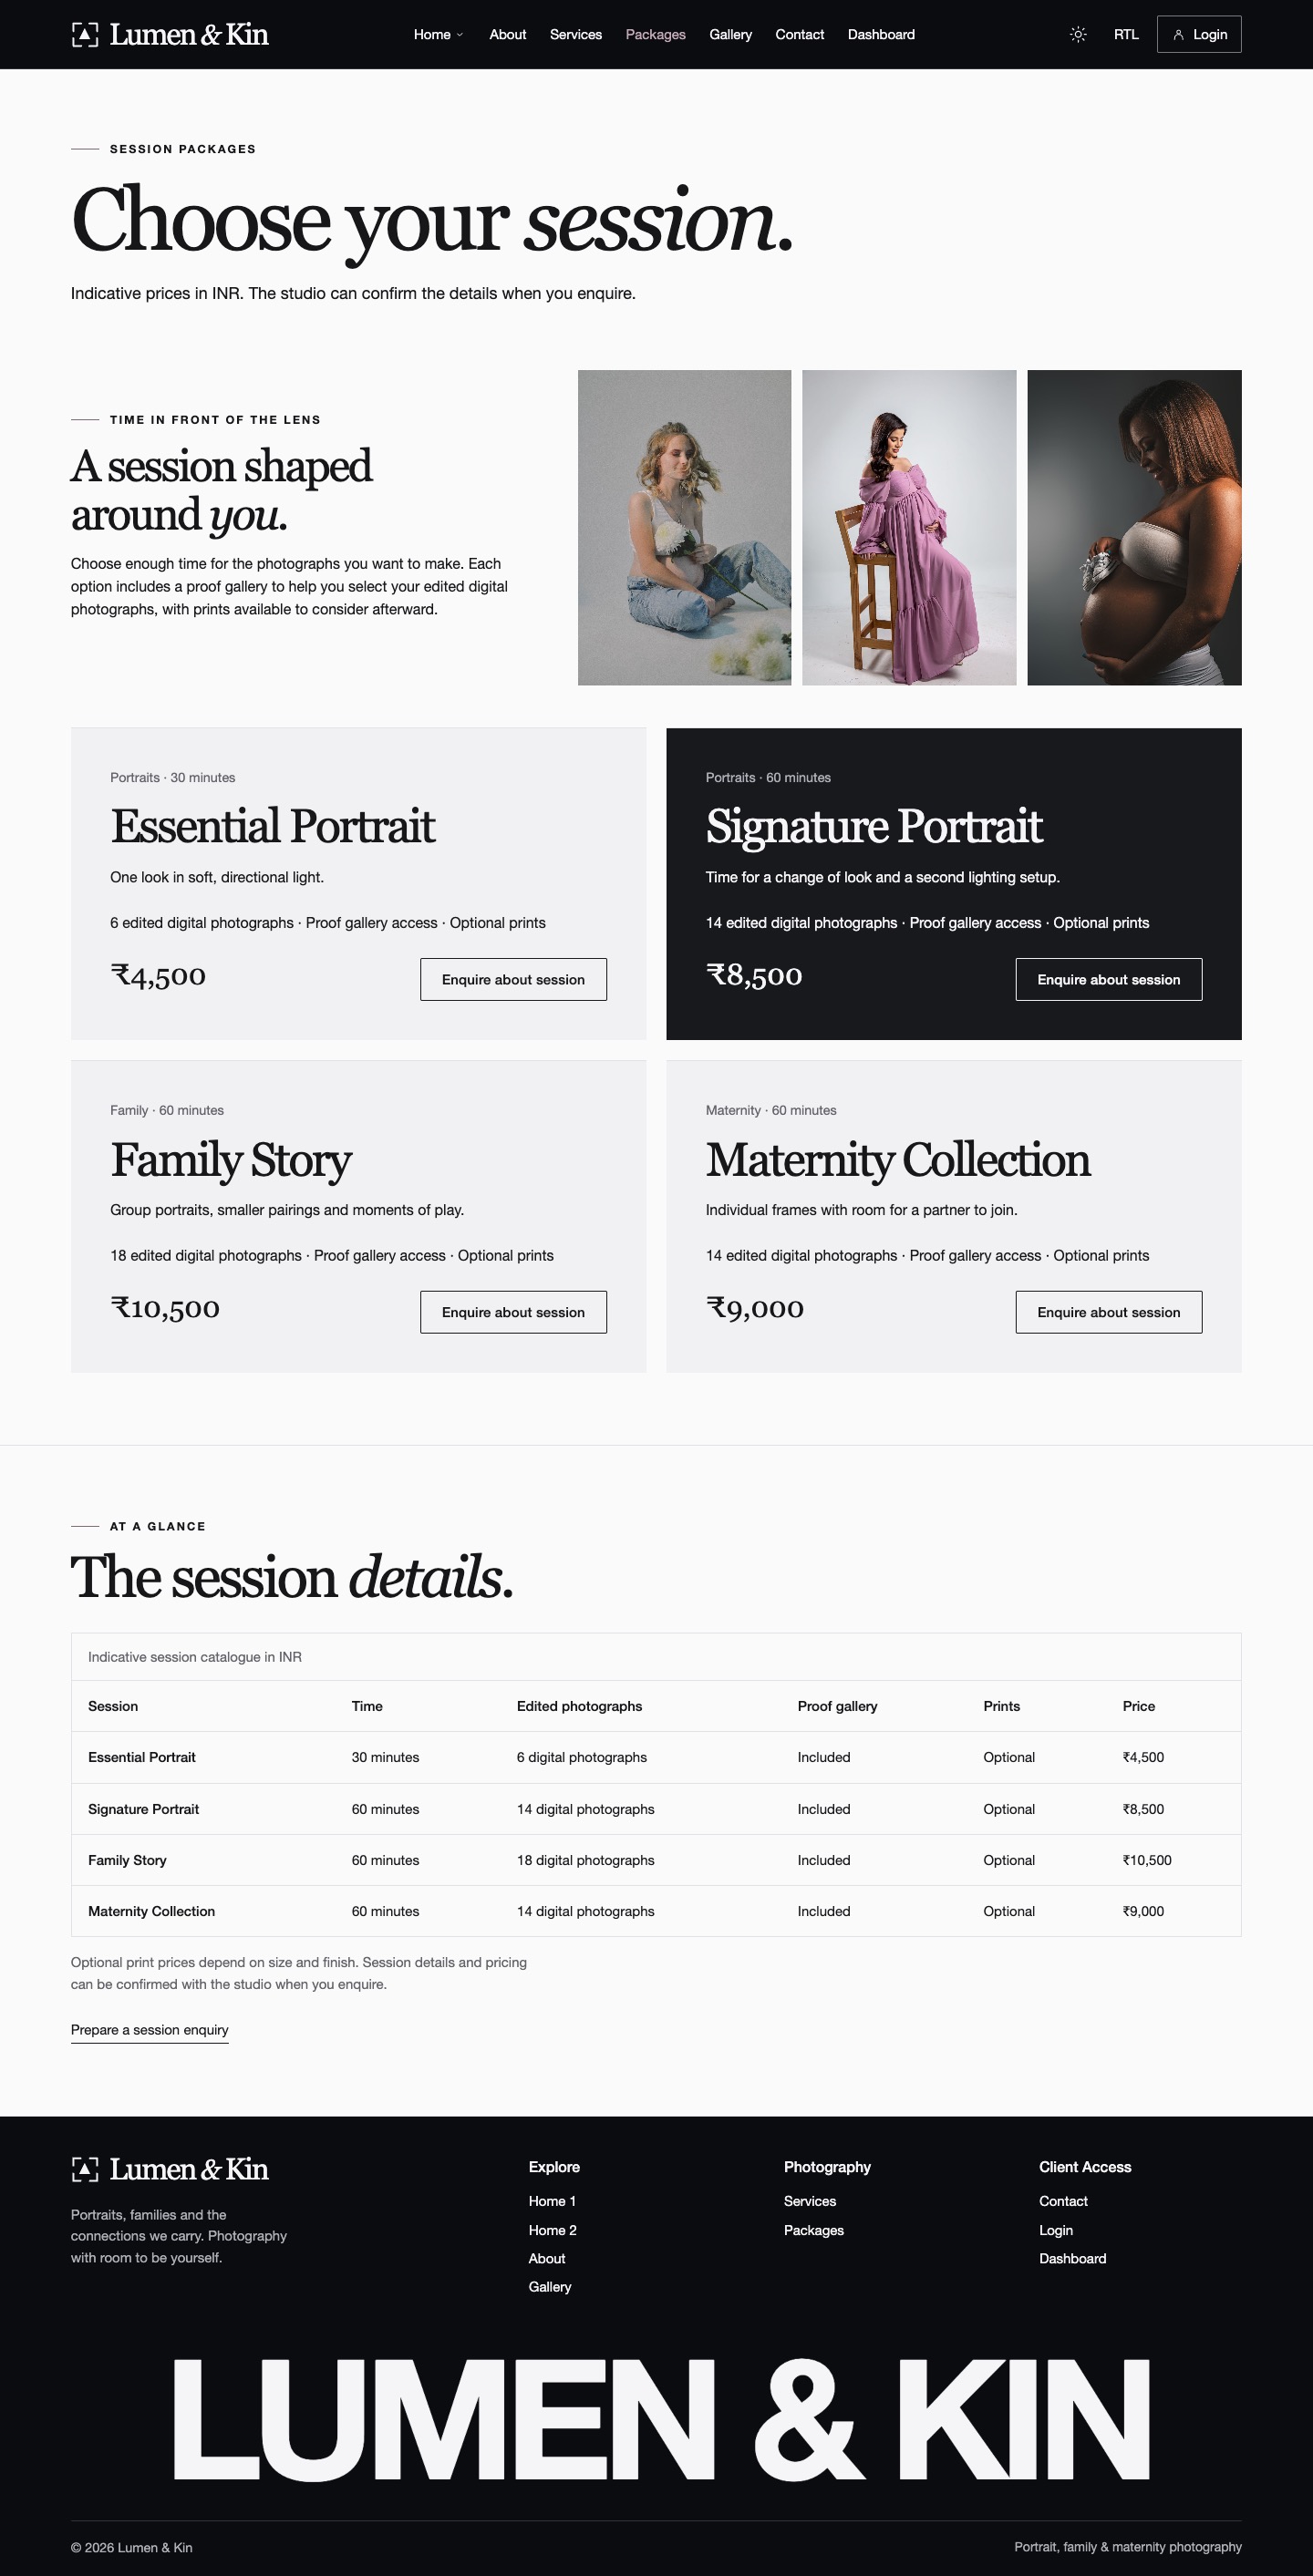 Lumen & Kin
Home About Services Packages Gallery Contact Dashboard
RTL Login
SESSION PACKAGES
Choose your session.
Indicative prices in INR. The studio can confirm the details when you enquire.
TIME IN FRONT OF THE LENS
A session shaped
around you.
Choose enough time for the photographs you want to make. Each
option includes a proof gallery to help you select your edited digital
photographs, with prints available to consider afterward.
Portraits · 30 minutes
Essential Portrait
One look in soft, directional light.
6 edited digital photographs · Proof gallery access · Optional prints
₹4,500
Enquire about session
Portraits · 60 minutes
Signature Portrait
Time for a change of look and a second lighting setup.
14 edited digital photographs · Proof gallery access · Optional prints
₹8,500
Enquire about session
Family · 60 minutes
Family Story
Group portraits, smaller pairings and moments of play.
18 edited digital photographs · Proof gallery access · Optional prints
₹10,500
Enquire about session
Maternity · 60 minutes
Maternity Collection
Individual frames with room for a partner to join.
14 edited digital photographs · Proof gallery access · Optional prints
₹9,000
Enquire about session
AT A GLANCE
The session details.
Indicative session catalogue in INR
Session Time Edited photographs Proof gallery Prints Price
Essential Portrait 30 minutes 6 digital photographs Included Optional ₹4,500
Signature Portrait 60 minutes 14 digital photographs Included Optional ₹8,500
Family Story 60 minutes 18 digital photographs Included Optional ₹10,500
Maternity Collection 60 minutes 14 digital photographs Included Optional ₹9,000
Optional print prices depend on size and finish. Session details and pricing
can be confirmed with the studio when you enquire.
Prepare a session enquiry
Lumen & Kin
Portraits, families and the
connections we carry. Photography
with room to be yourself.
Explore
Home 1
Home 2
About
Gallery
Photography
Services
Packages
Client Access
Contact
Login
Dashboard
LUMEN & KIN
© 2026 Lumen & Kin
Portrait, family & maternity photography